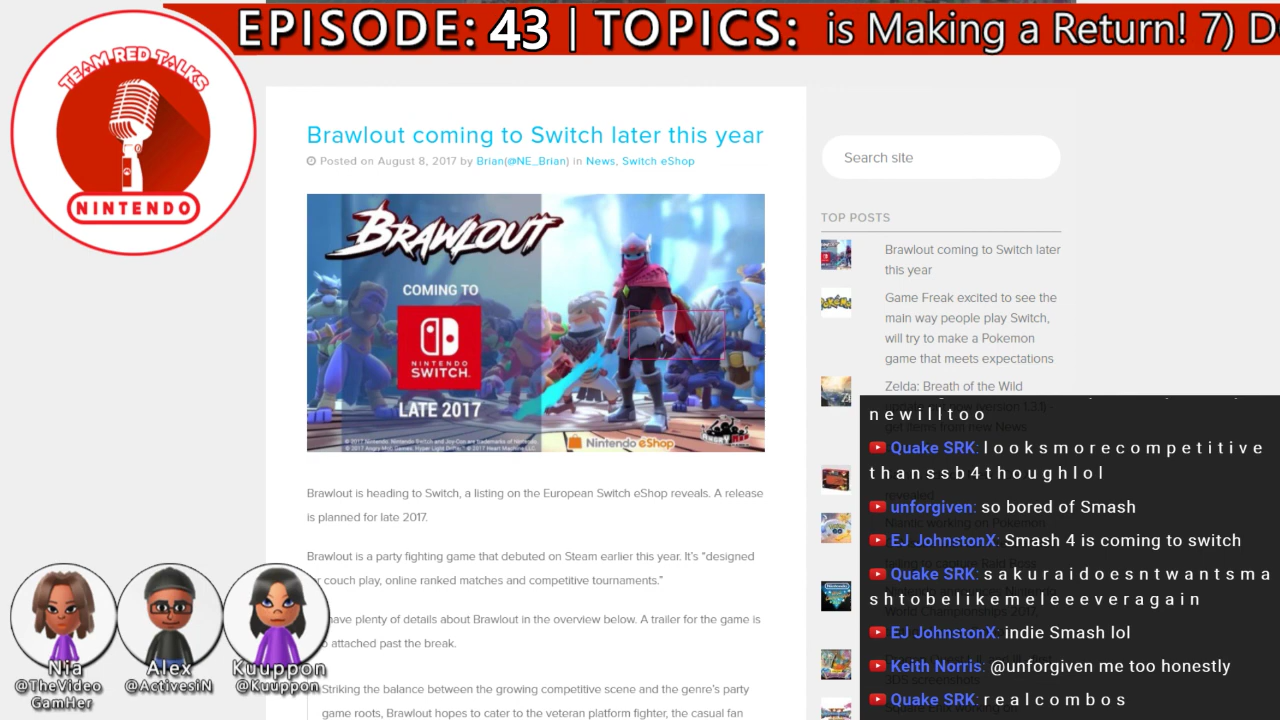 EPISODE: 43 | TOPICS: is Making a Return! 7) D
TEAM RED TALKS
NINTENDO
Brawlout coming to Switch later this year
Posted on August 8, 2017 by Brian(@NE_Brian) in News, Switch eShop
BRAWLOUT
COMING TO
NINTENDO
SWITCH.
LATE 2017
Nintendo eShop
Brawlout is heading to Switch, a listing on the European Switch eShop reveals. A release
is planned for late 2017.
Brawlout is a party fighting game that debuted on Steam earlier this year. It's "designed
couch play, online ranked matches and competitive tournaments."
have plenty of details about Brawlout in the overview below. A trailer for the game is
attached past the break.
Striking the balance between the growing competitive scene and the genre's party
game roots, Brawlout hopes to cater to the veteran platform fighter, the casual fan
Search site
TOP POSTS
Brawlout coming to Switch later
this year
Game Freak excited to see the
main way people play Switch,
will try to make a Pokemon
game that meets expectations
Zelda: Breath of the Wild
n e w i l l t o o
Quake SRK: l o o k s m o r e c o m p e t i t i v e
t h a n s s b 4 t h o u g h l o l
unforgiven: so bored of Smash
EJ JohnstonX: Smash 4 is coming to switch
Quake SRK: s a k u r a i d o e s n t w a n t s m a
s h t o b e l i k e m e l e e e v e r a g a i n
EJ JohnstonX: indie Smash lol
Keith Norris: @unforgiven me too honestly
Quake SRK: r e a l c o m b o s
Nia
@TheVideo
GamHer
Alex
@ActivesiN
Kuuppon
@Kuuppon